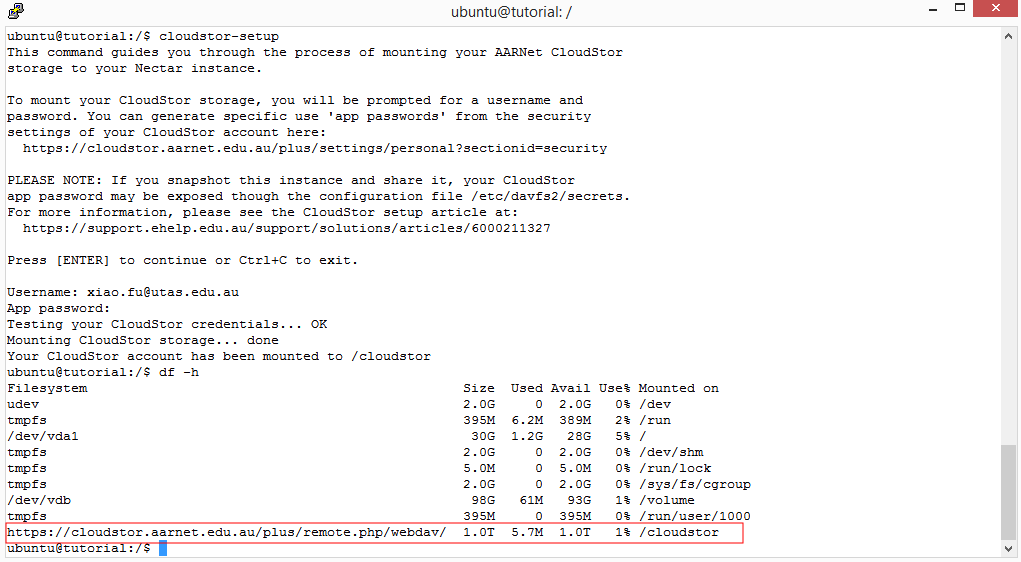 ubuntu@tutorial: /
ubuntu@tutorial:/$ cloudstor-setup
This command guides you through the process of mounting your AARNet CloudStor
storage to your Nectar instance.
To mount your CloudStor storage, you will be prompted for a username and
password. You can generate specific use 'app passwords' from the security
settings of your CloudStor account here:
https://cloudstor.aarnet.edu.au/plus/settings/personal?sectionid=security
PLEASE NOTE: If you snapshot this instance and share it, your CloudStor
app password may be exposed though the configuration file /etc/davfs2/secrets.
For more information, please see the CloudStor setup article at:
https://support.ehelp.edu.au/support/solutions/articles/6000211327
Press [ENTER] to continue or Ctrl+C to exit.
Username: xiao.fu@utas.edu.au
App password:
Testing your CloudStor credentials... OK
Mounting CloudStor storage... done
Your CloudStor account has been mounted to /cloudstor
ubuntu@tutorial:/$ df -h
Filesystem Size Used Avail Use% Mounted on
udev 2.0G 0 2.0G 0% /dev
tmpfs 395M 6.2M 389M 2% /run
/dev/vda1 30G 1.2G 28G 5% /
tmpfs 2.0G 0 2.0G 0% /dev/shm
tmpfs 5.0M 0 5.0M 0% /run/lock
tmpfs 2.0G 0 2.0G 0% /sys/fs/cgroup
/dev/vdb 98G 61M 93G 1% /volume
tmpfs 395M 0 395M 0% /run/user/1000
https://cloudstor.aarnet.edu.au/plus/remote.php/webdav/ 1.0T 5.7M 1.0T 1% /cloudstor
ubuntu@tutorial:/$